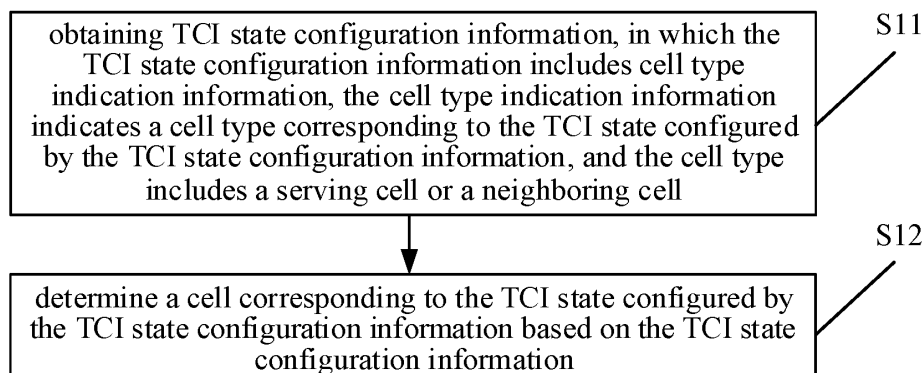 obtaining TCI state configuration information, in which the
TCI state configuration information includes cell type
indication information, the cell type indication information
indicates a cell type corresponding to the TCI state configured
by the TCI state configuration information, and the cell type
includes a serving cell or a neighboring cell
S11
determine a cell corresponding to the TCI state configured by
the TCI state configuration information based on the TCI state
configuration information
S12